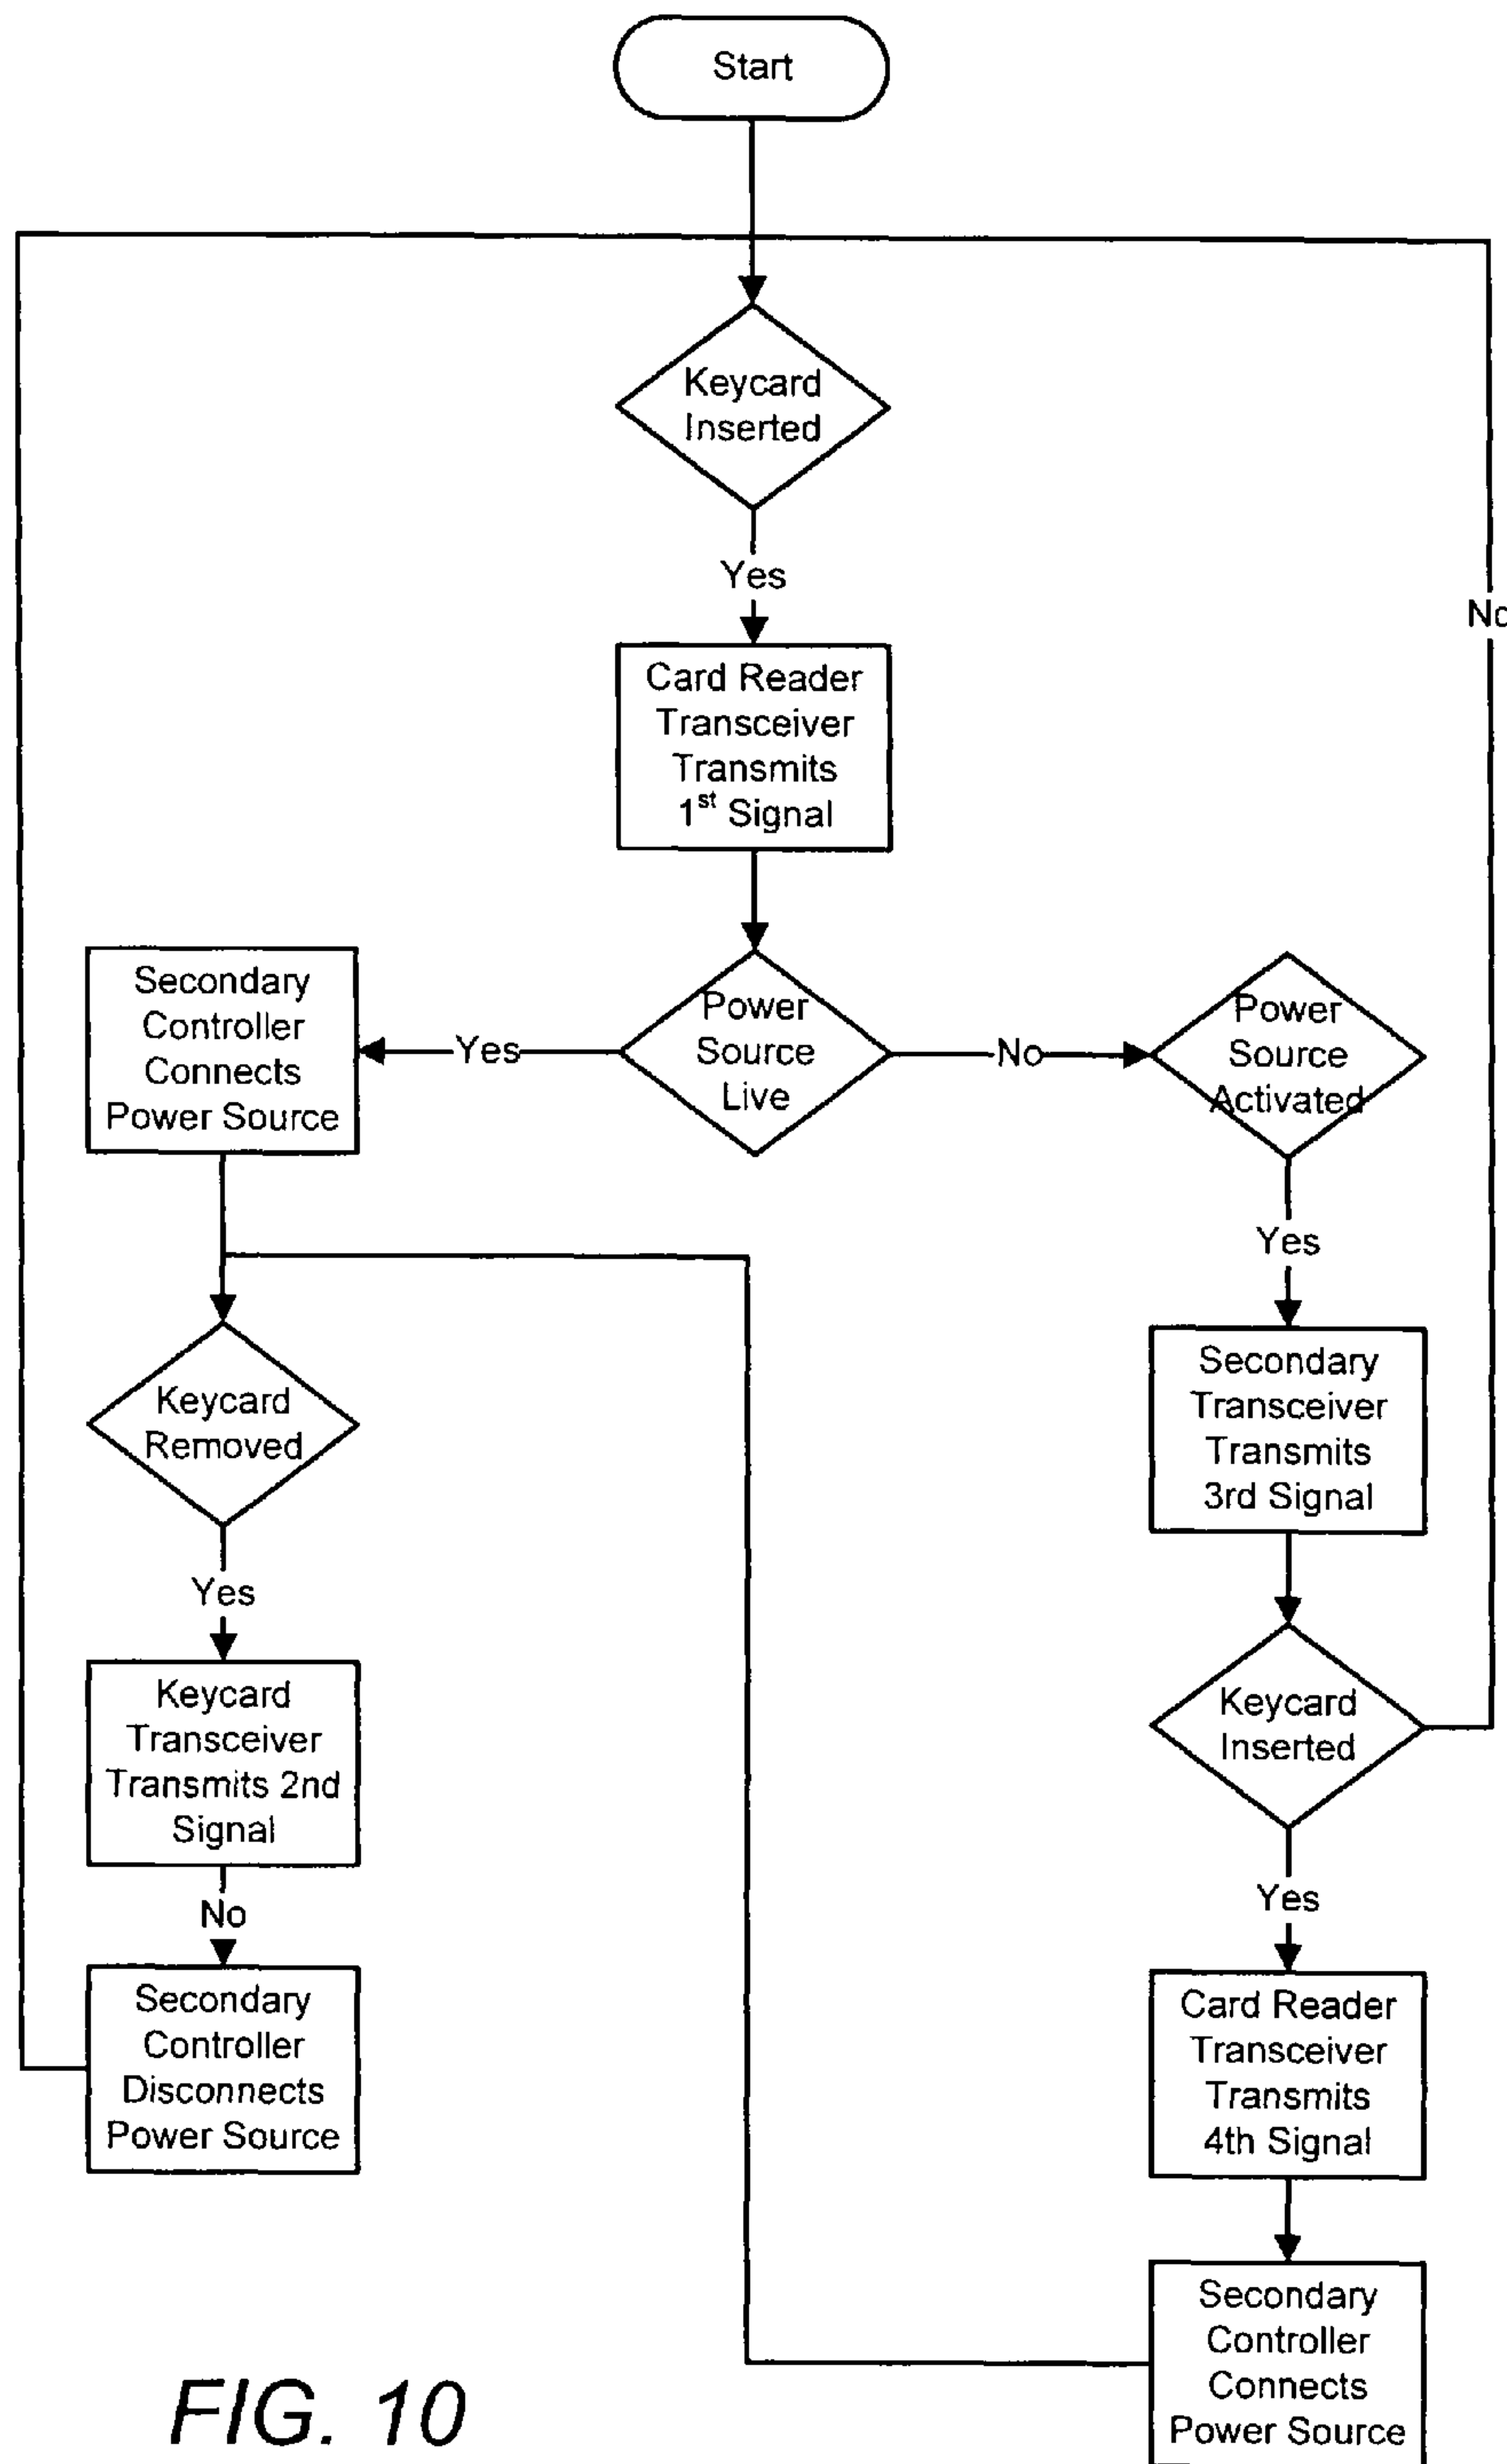 Start
Keycard
Inserted
Yes
No
Card Reader
Transceiver
Transmits
1st Signal
Secondary
Controller
Connects
Power Source
Yes
Power
Source
Live
No
Power
Source
Activated
Yes
Keycard
Removed
Secondary
Transceiver
Transmits
3rd Signal
Yes
Keycard
Transceiver
Transmits 2nd
Signal
Keycard
Inserted
No
Yes
Secondary
Controller
Disconnects
Power Source
Card Reader
Transceiver
Transmits
4th Signal
Secondary
Controller
Connects
Power Source
FIG. 10